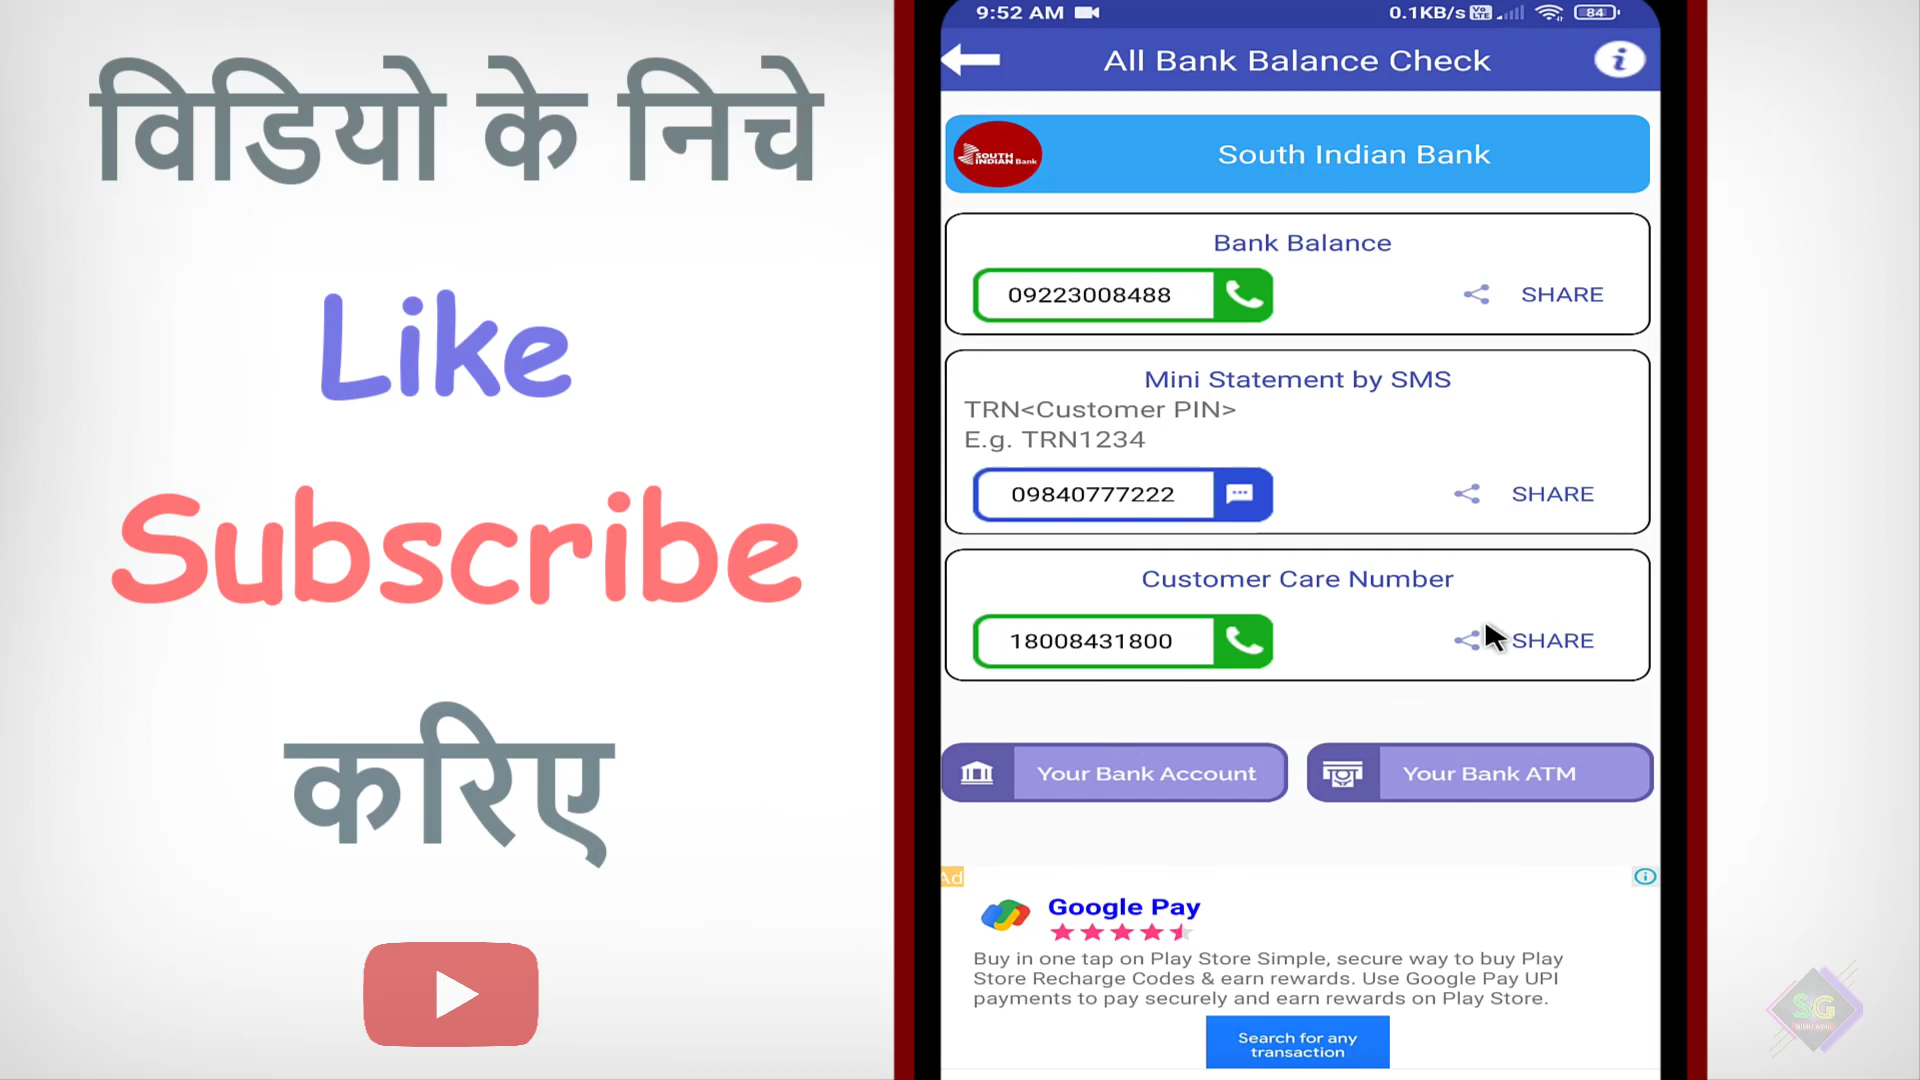 विडियो के निचे
Like
Subscribe
करिए
9:52 AM
0.1KB/s
84
All Bank Balance Check
SOUTH
INDIAN Bank
South Indian Bank
Bank Balance
09223008488
SHARE
Mini Statement by SMS
TRN<Customer PIN>
E.g. TRN1234
09840777222
SHARE
Customer Care Number
18008431800
SHARE
Your Bank Account
Your Bank ATM
Ad
Google Pay
Buy in one tap on Play Store Simple, secure way to buy Play
Store Recharge Codes & earn rewards. Use Google Pay UPI
payments to pay securely and earn rewards on Play Store.
Search for any
transaction
SG